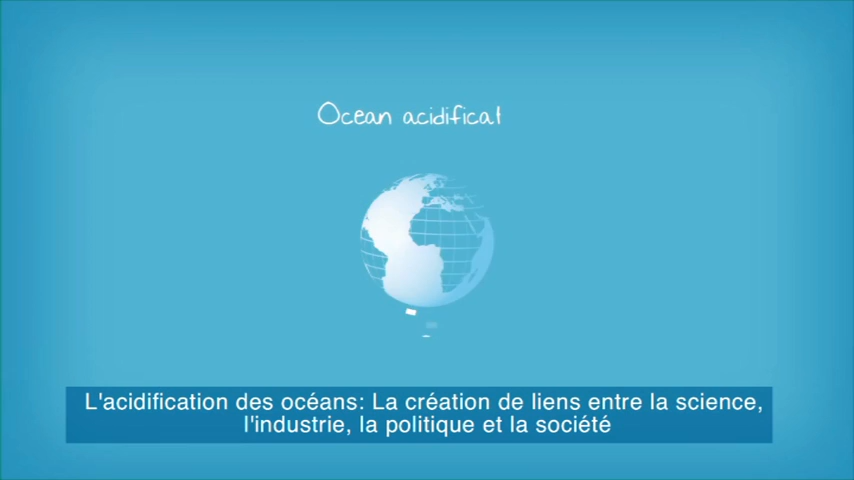 Ocean acidificat
L'acidification des océans: La création de liens entre la science,
l'industrie, la politique et la société